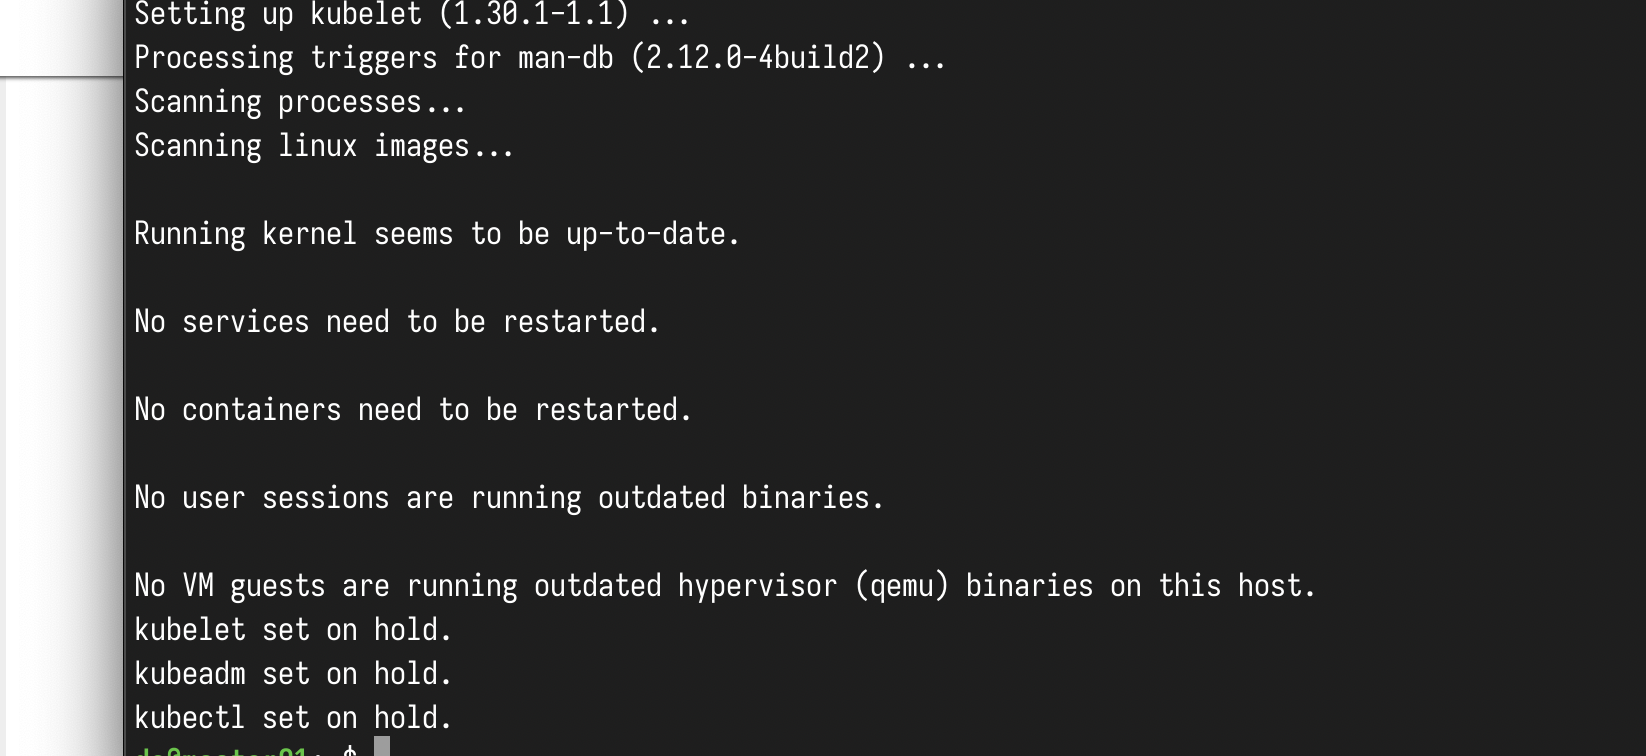 Setting up kubelet (1.30.1-1.1) ...
Processing triggers for man-db (2.12.0-4build2) ...
Scanning processes...
Scanning linux images...
Running kernel seems to be up-to-date.
No services need to be restarted.
No containers need to be restarted.
No user sessions are running outdated binaries.
No VM guests are running outdated hypervisor (qemu) binaries on this host.
kubelet set on hold.
kubeadm set on hold.
kubectl set on hold.